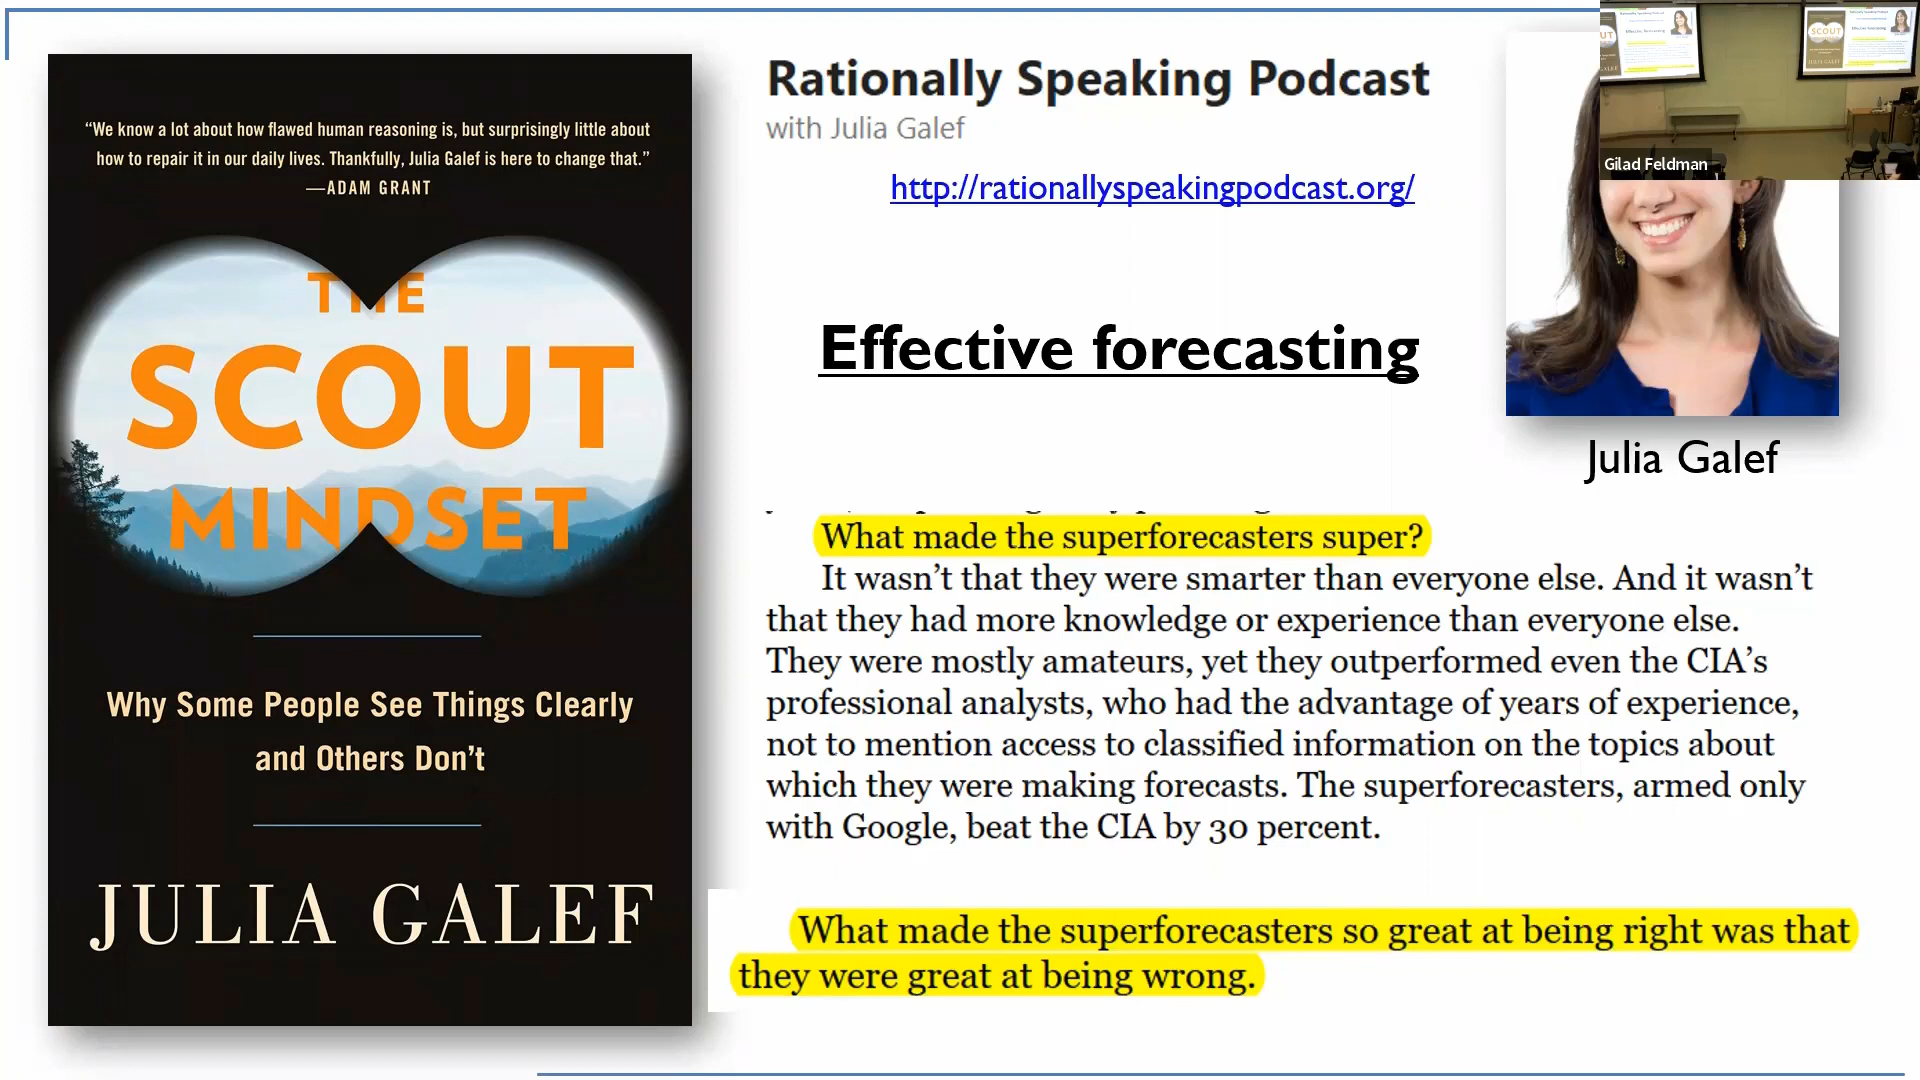 “We know a lot about how flawed human reasoning is, but surprisingly little about
how to repair it in our daily lives. Thankfully, Julia Galef is here to change that.”
—ADAM GRANT
THE
SCOUT
MINDSET
Why Some People See Things Clearly
and Others Don’t
JULIA GALEF
Rationally Speaking Podcast
with Julia Galef
http://rationallyspeakingpodcast.org/
Effective forecasting
Gilad Feldman
Julia Galef
What made the superforecasters super?
It wasn’t that they were smarter than everyone else. And it wasn’t
that they had more knowledge or experience than everyone else.
They were mostly amateurs, yet they outperformed even the CIA’s
professional analysts, who had the advantage of years of experience,
not to mention access to classified information on the topics about
which they were making forecasts. The superforecasters, armed only
with Google, beat the CIA by 30 percent.
What made the superforecasters so great at being right was that
they were great at being wrong.